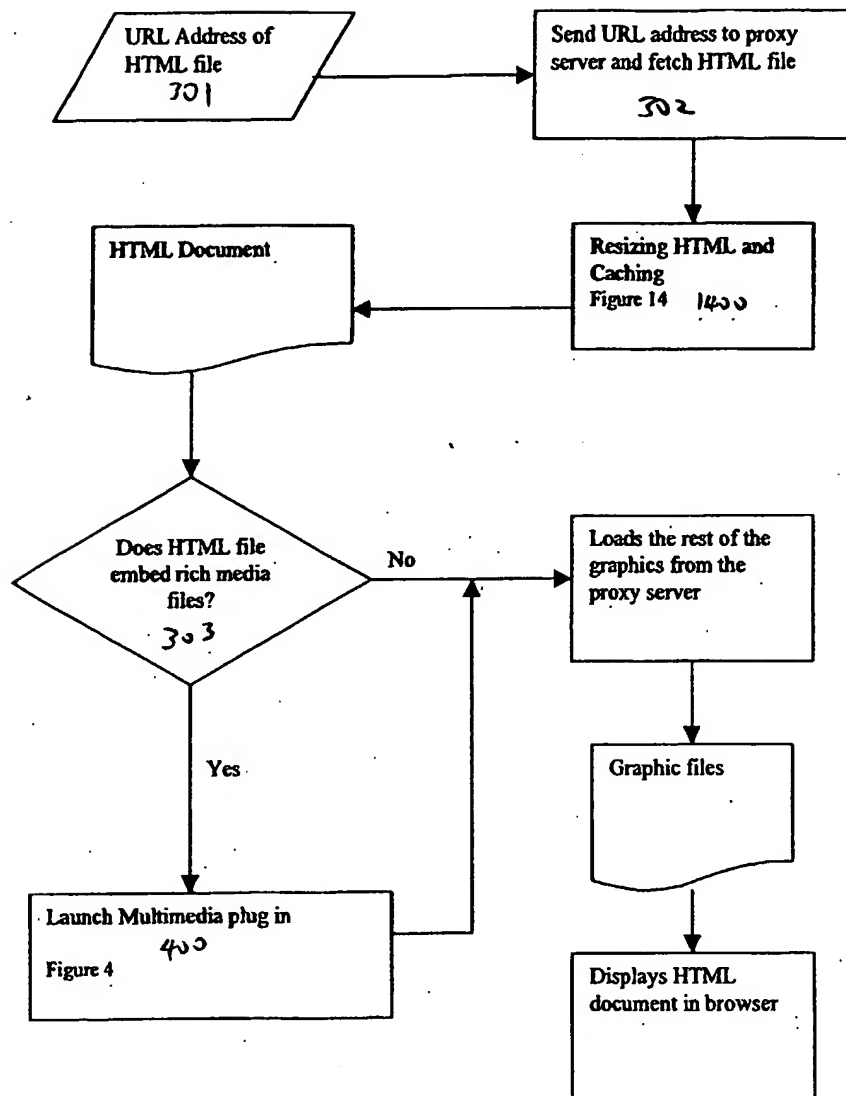 URL Address of
HTML file
301
Send URL address to proxy
server and fetch HTML file
302
HTML Document
Resizing HTML and
Caching
Figure 14 1400
Does HTML file
embed rich media
files?
303
No
Loads the rest of the
graphics from the
proxy server
Yes
Graphic files
Launch Multimedia plug in
400
Figure 4
Displays HTML
document in browser